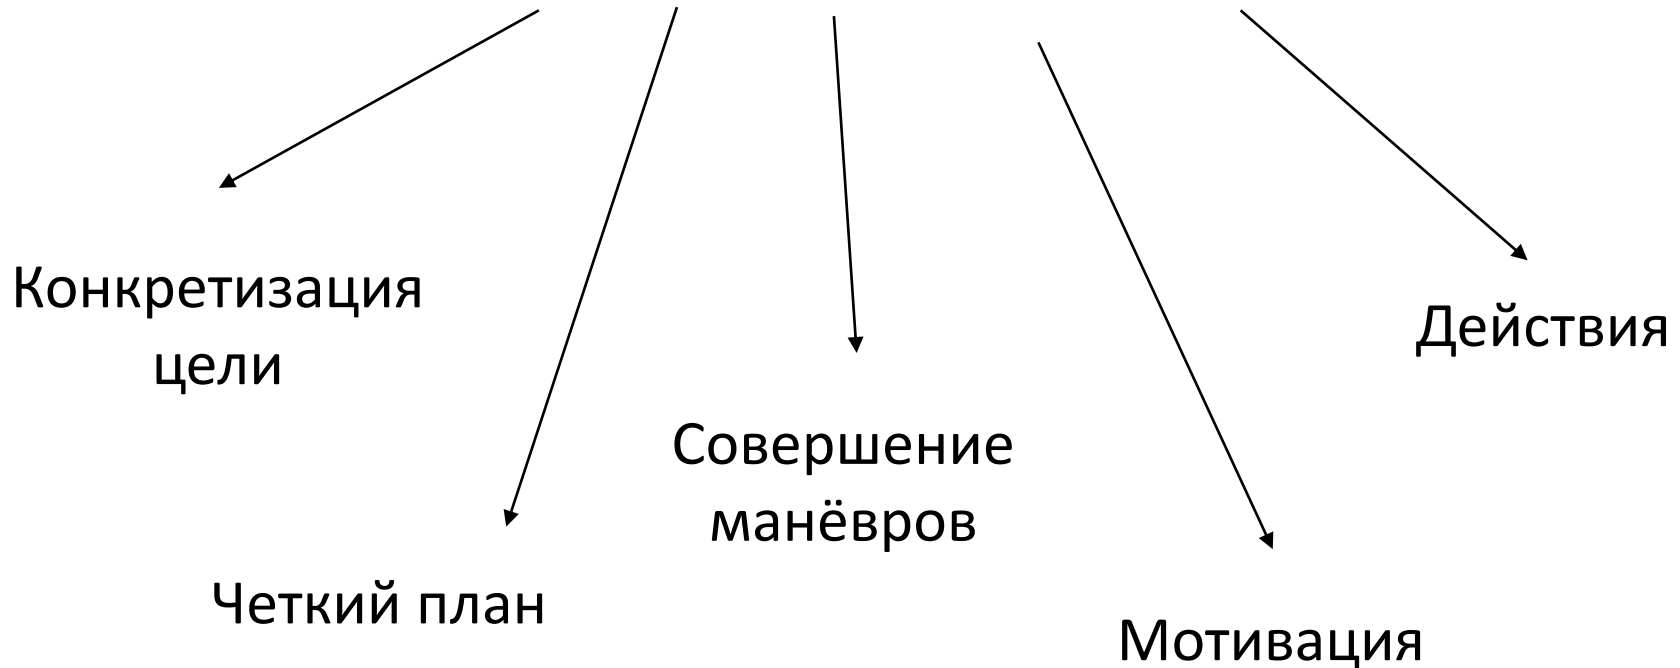 Конкретизация
цели
Четкий план
Совершение
манёвров
Мотивация
Действия